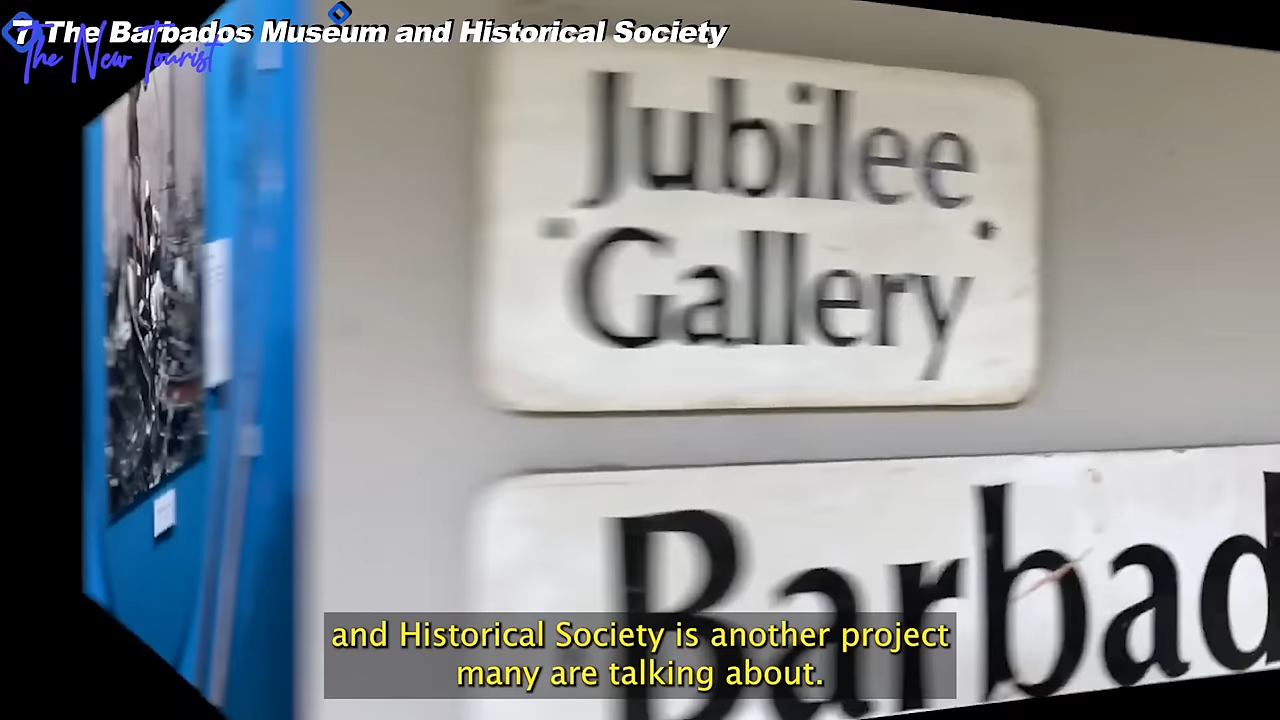 7 The Barbados Museum and Historical Society
The New Tourist
Jubilee
Gallery
Barbad
and Historical Society is another project
many are talking about.